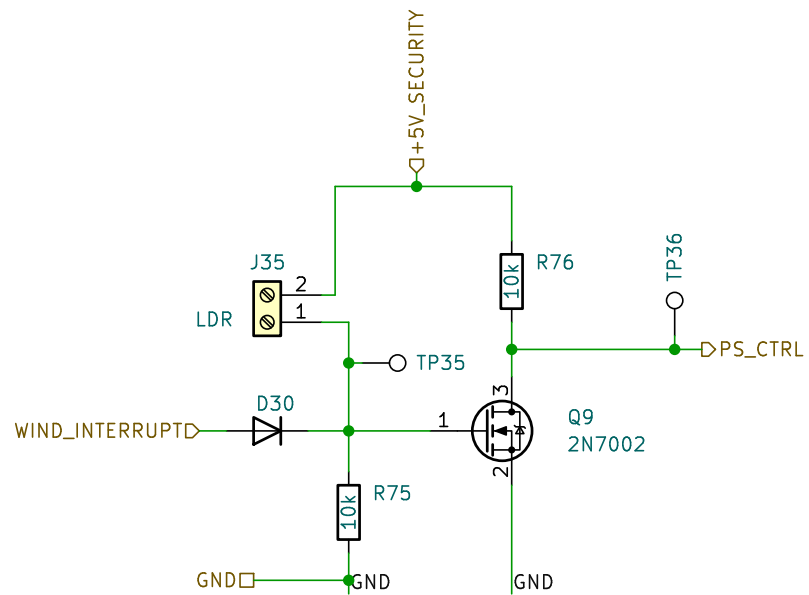 +5V_SECURITY
J35
2
1
LDR
R76
10k
TP36
PS_CTRL
TP35
D30
WIND_INTERRUPT
1
3
2
Q9
2N7002
R75
10k
GND
GND
GND